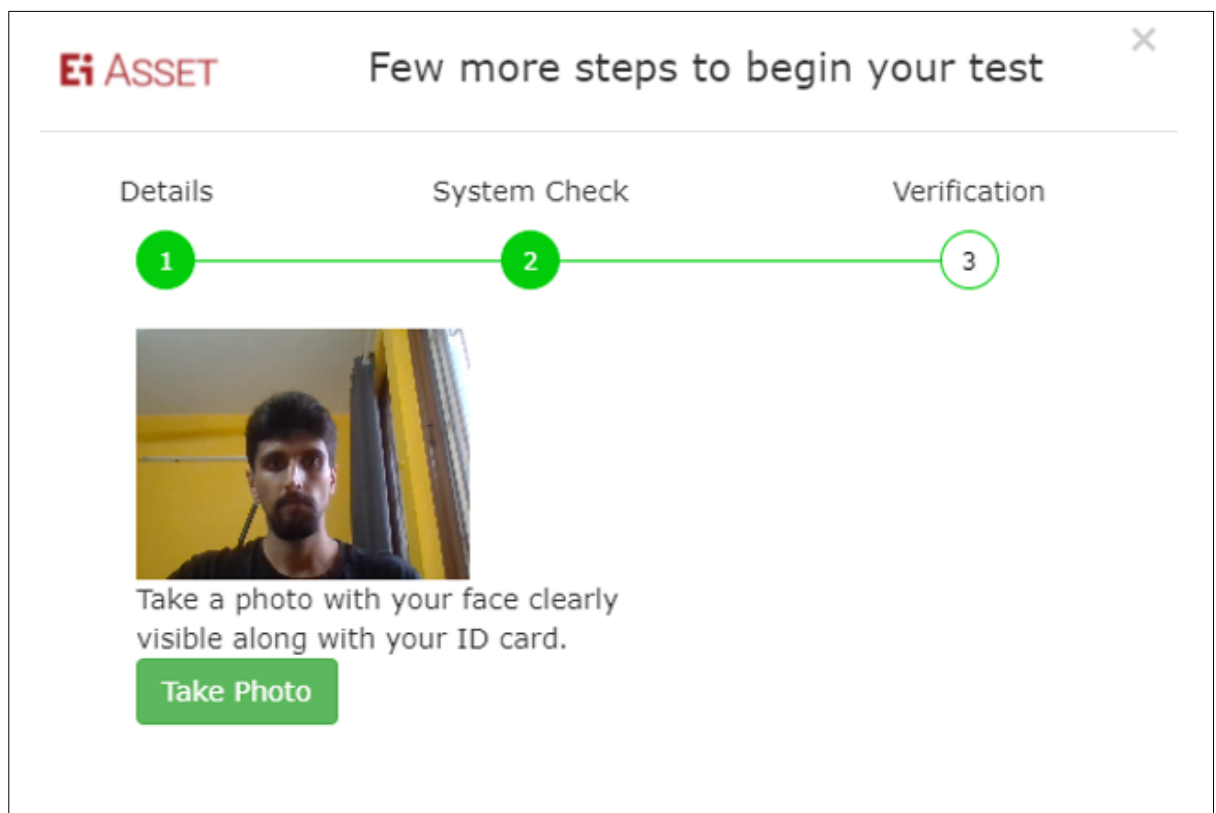 Ei ASSET
Few more steps to begin your test
×
Details
System Check
Verification
1
2
3
Take a photo with your face clearly
visible along with your ID card.
Take Photo